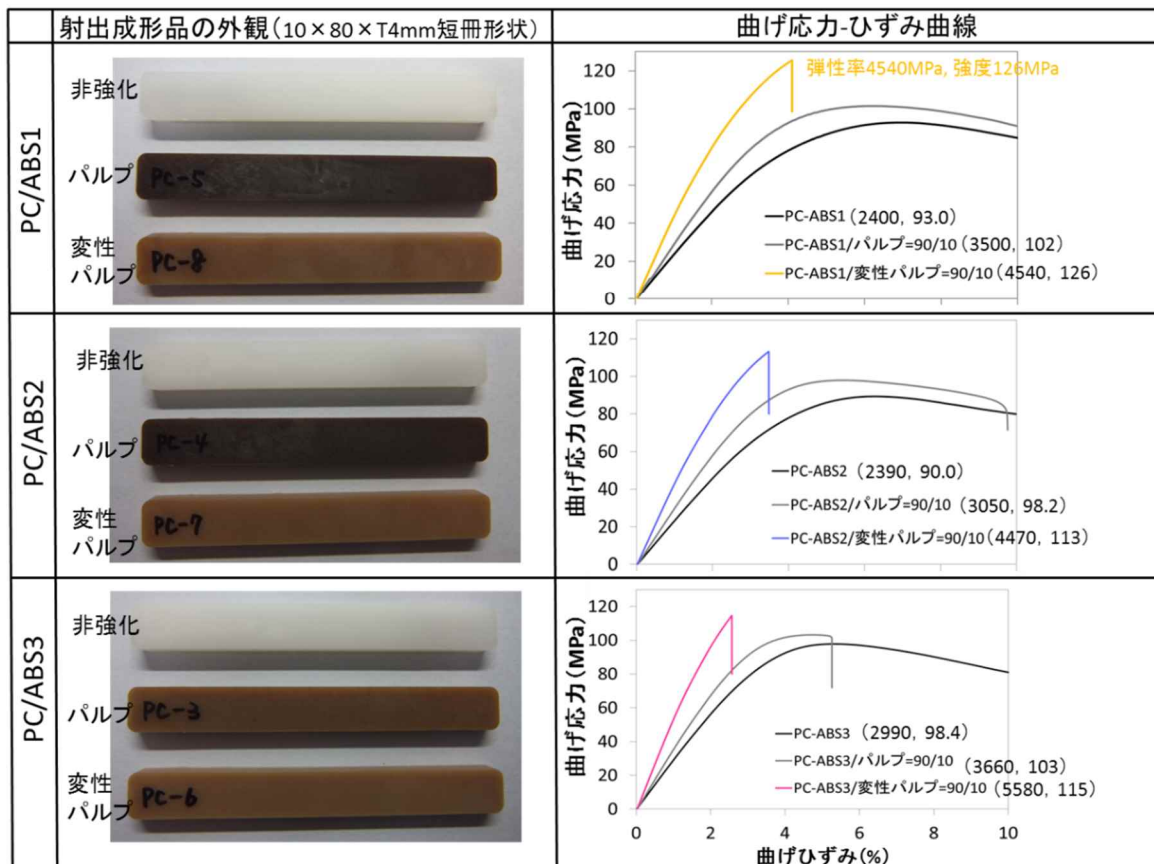 射出成形品の外観(10×80×T4mm短冊形状)
曲げ応力-ひずみ曲線
PC/ABS1
非強化
パルプ
変性
パルプ
PC-5
PC-8
曲げ応力(MPa)
120
100
80
60
40
20
0
弾性率4540MPa, 強度126MPa
PC-ABS1 (2400, 93.0)
PC-ABS1/パルプ=90/10 (3500, 102)
PC-ABS1/変性パルプ=90/10 (4540, 126)
PC/ABS2
非強化
パルプ
変性
パルプ
PC-4
PC-7
曲げ応力(MPa)
120
100
80
60
40
20
0
PC-ABS2 (2390, 90.0)
PC-ABS2/パルプ=90/10 (3050, 98.2)
PC-ABS2/変性パルプ=90/10 (4470, 113)
PC/ABS3
非強化
パルプ
変性
パルプ
PC-3
PC-6
曲げ応力(MPa)
120
100
80
60
40
20
0
PC-ABS3 (2990, 98.4)
PC-ABS3/パルプ=90/10 (3660, 103)
PC-ABS3/変性パルプ=90/10 (5580, 115)
0 2 4 6 8 10
曲げひずみ(%)